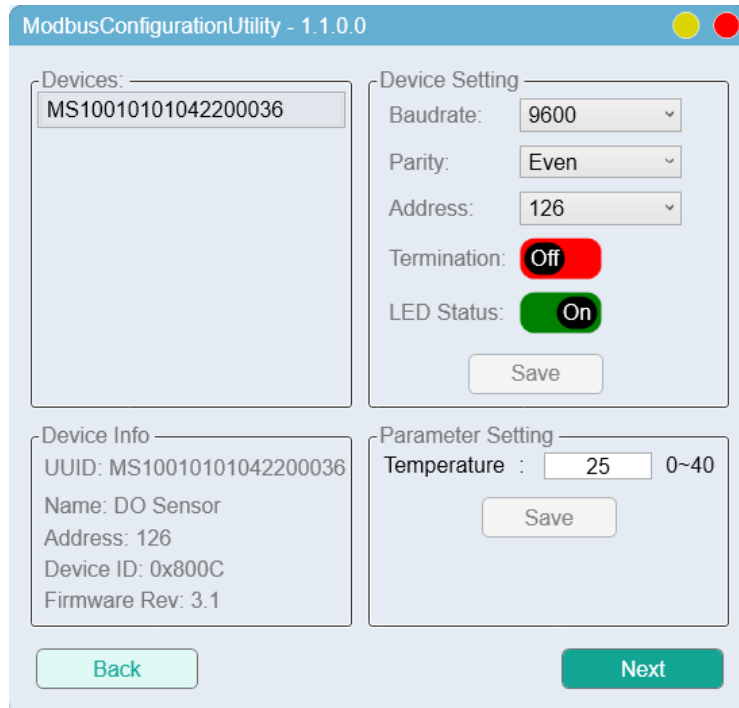 ModbusConfigurationUtility - 1.1.0.0
Devices:
MS10010101042200036
Device Setting
Baudrate: 9600
Parity: Even
Address: 126
Termination: Off
LED Status: On
Save
Device Info
UUID: MS10010101042200036
Name: DO Sensor
Address: 126
Device ID: 0x800C
Firmware Rev: 3.1
Parameter Setting
Temperature : 25 0~40
Save
Back
Next